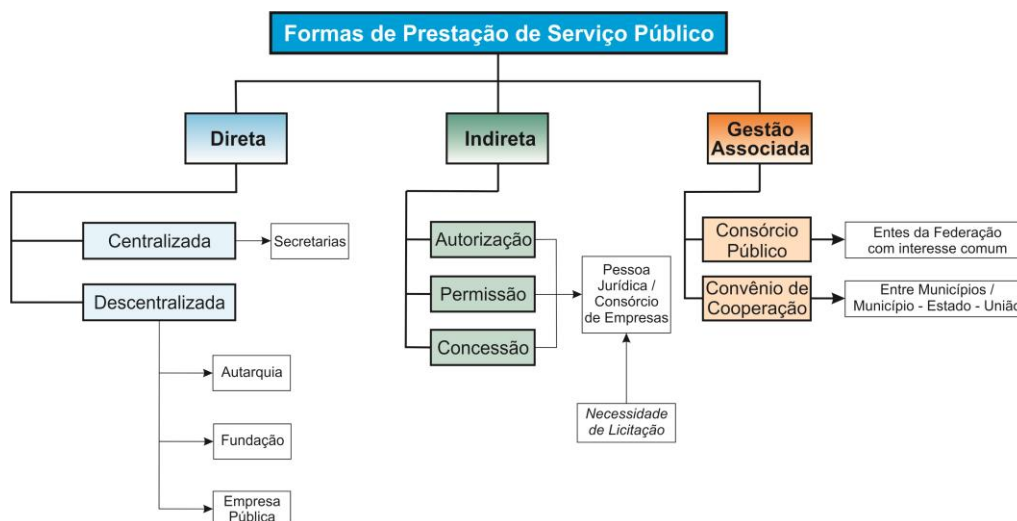 Formas de Prestação de Serviço Público
Direta
Indireta
Gestão
Associada
Centralizada
Secretarias
Descentralizada
Autarquia
Fundação
Empresa
Pública
Autorização
Permissão
Concessão
Pessoa
Jurídica /
Consórcio
de Empresas
Necessidade
de Licitação
Consórcio
Público
Entes da Federação
com interesse comum
Convênio de
Cooperação
Entre Municípios /
Município - Estado - União